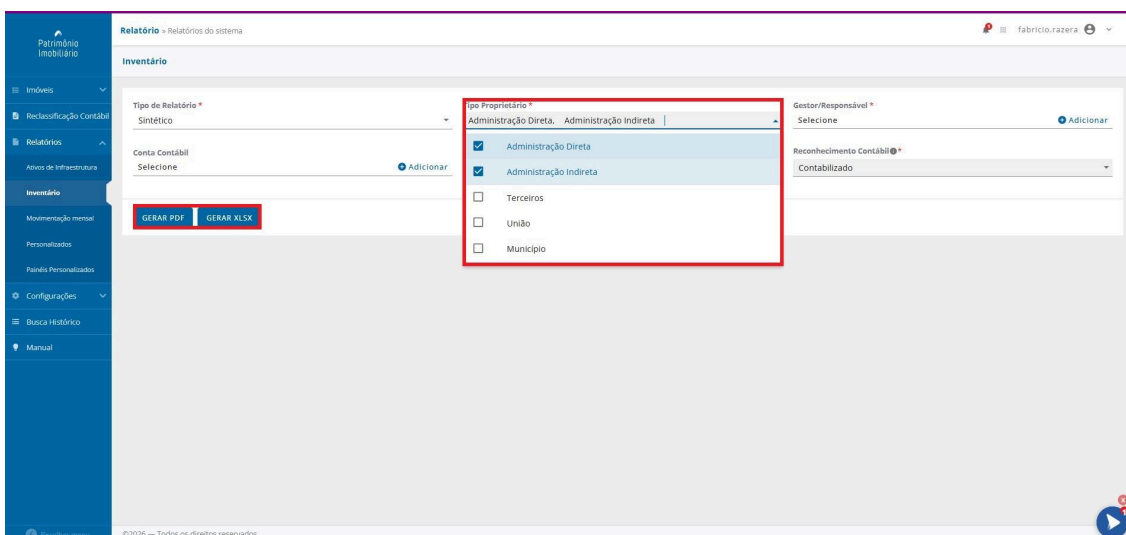 Patrimônio
Imobiliário
Relatório » Relatórios do sistema
fabricio.razera
Inventário
Imóveis
Reclassificação Contábil
Relatórios
Ativos de Infraestrutura
Inventário
Movimentação mensal
Personalizados
Painéis Personalizados
Configurações
Busca Histórico
Manual
Tipo de Relatório *
Sintético
Tipo Proprietário *
Administração Direta, Administração Indireta
Administração Direta
Administração Indireta
Terceiros
União
Município
Gestor/Responsável *
Selecione
Adicionar
Conta Contábil
Selecione
Adicionar
Reconhecimento Contábil *
Contabilizado
GERAR PDF
GERAR XLSX
©2026 — Todos os direitos reservados